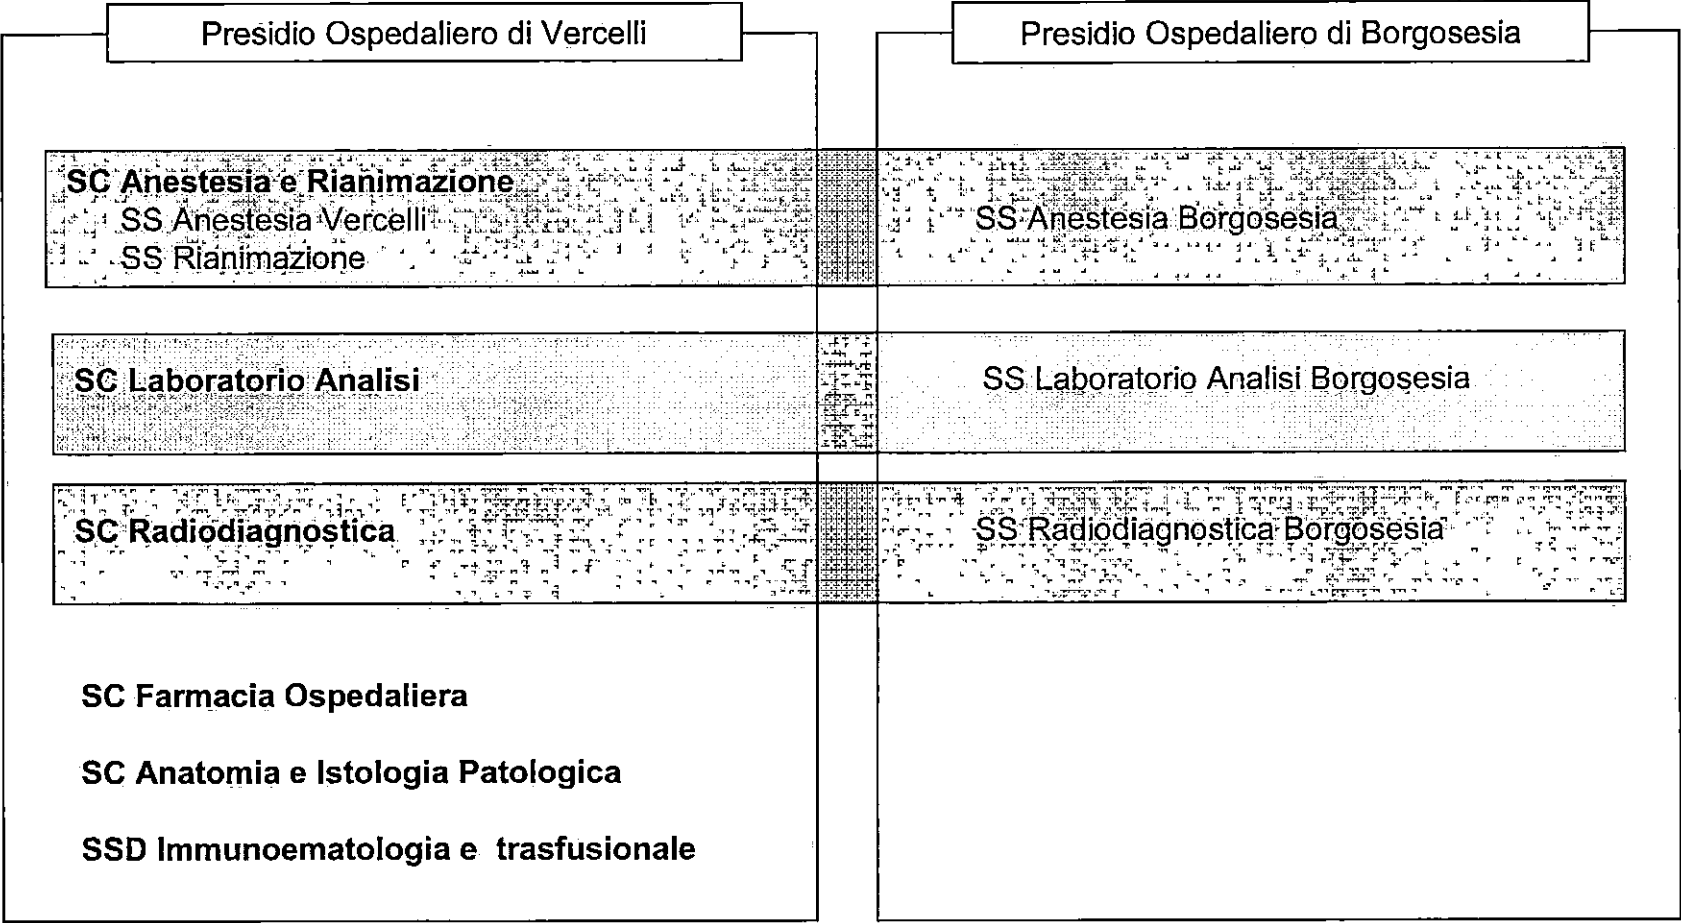 Presidio Ospedaliero di Vercelli
Presidio Ospedaliero di Borgosesia
SC Anestesia e Rianimazione
SS Anestesia Vercelli
SS Rianimazione
SS Anestesia Borgosesia
SC Laboratorio Analisi
SS Laboratorio Analisi Borgosesia
SC Radiodiagnostica
SS Radiodiagnostica Borgosesia
SC Farmacia Ospedaliera
SC Anatomia e Istologia Patologica
SSD Immunoematologia e trasfusionale